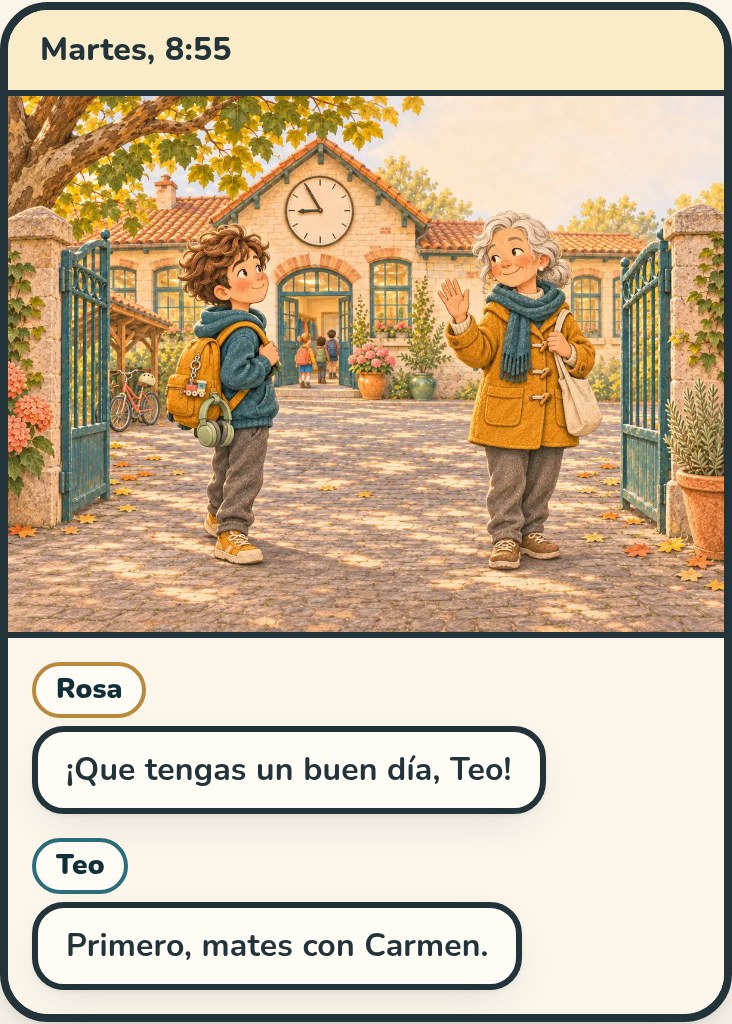 Martes, 8:55
Rosa
¡Que tengas un buen día, Teo!
Teo
Primero, mates con Carmen.